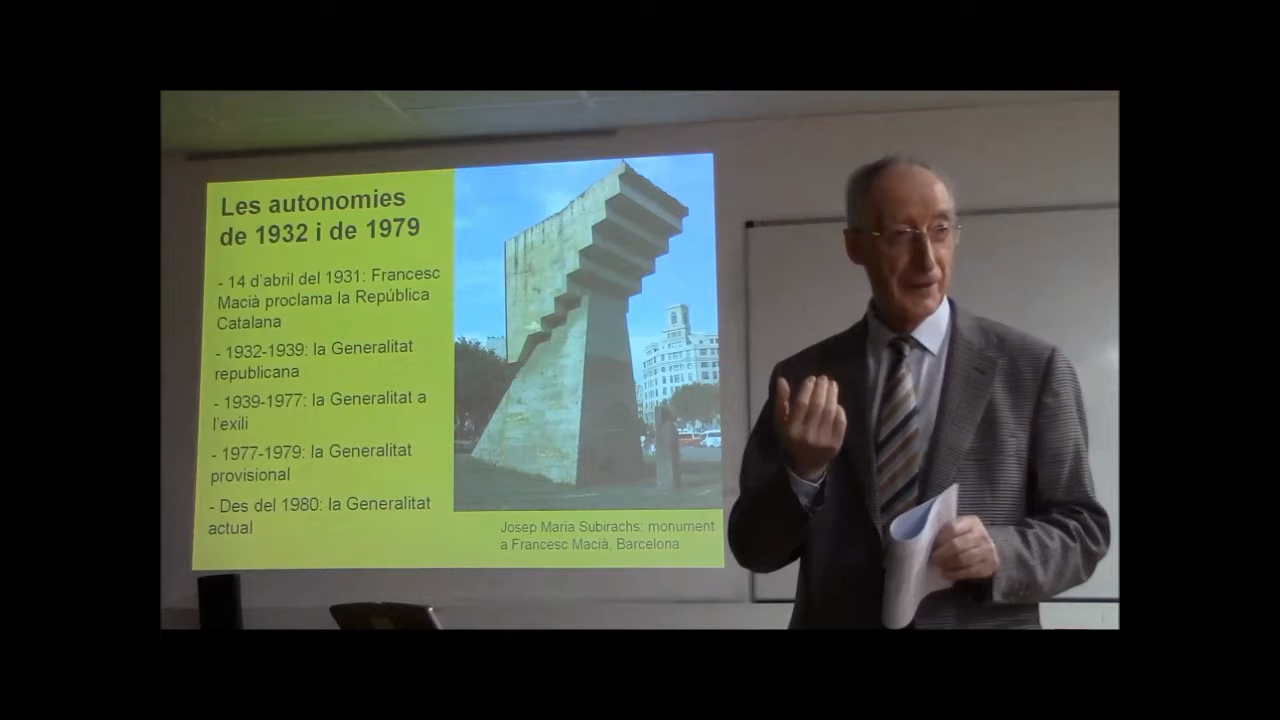 Les autonomies
de 1932 i de 1979
- 14 d'abril del 1931: Francesc
Macià proclama la República
Catalana
- 1932-1939: la Generalitat
republicana
- 1939-1977: la Generalitat a
l'exili
- 1977-1979: la Generalitat
provisional
- Des del 1980: la Generalitat
actual
Josep Maria Subirachs: monument
a Francesc Macià, Barcelona